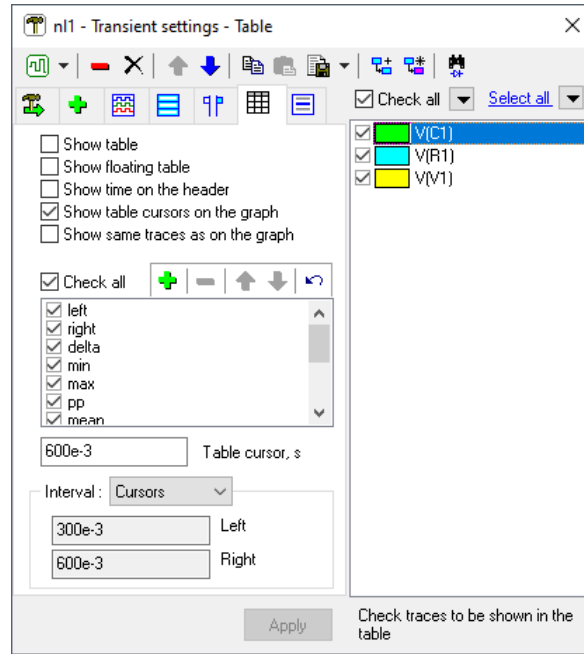 nl1 - Transient settings - Table
Check all
Select all
Show table
Show floating table
Show time on the header
Show table cursors on the graph
Show same traces as on the graph
V(C1)
V(R1)
V(V1)
Check all
left
right
delta
min
max
pp
mean
600e-3 Table cursor, s
Interval : Cursors
300e-3 Left
600e-3 Right
Apply
Check traces to be shown in the
table